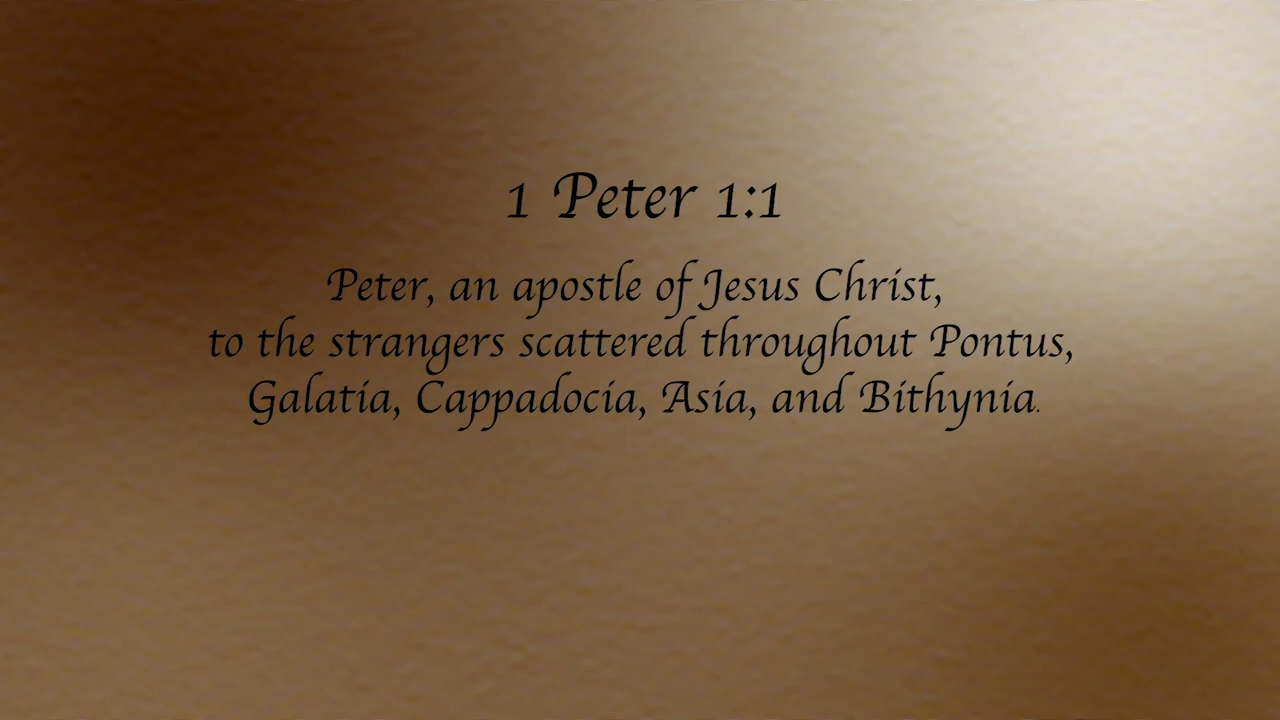 1 Peter 1:1
Peter, an apostle of Jesus Christ,
to the strangers scattered throughout Pontus,
Galatia, Cappadocia, Asia, and Bithynia.